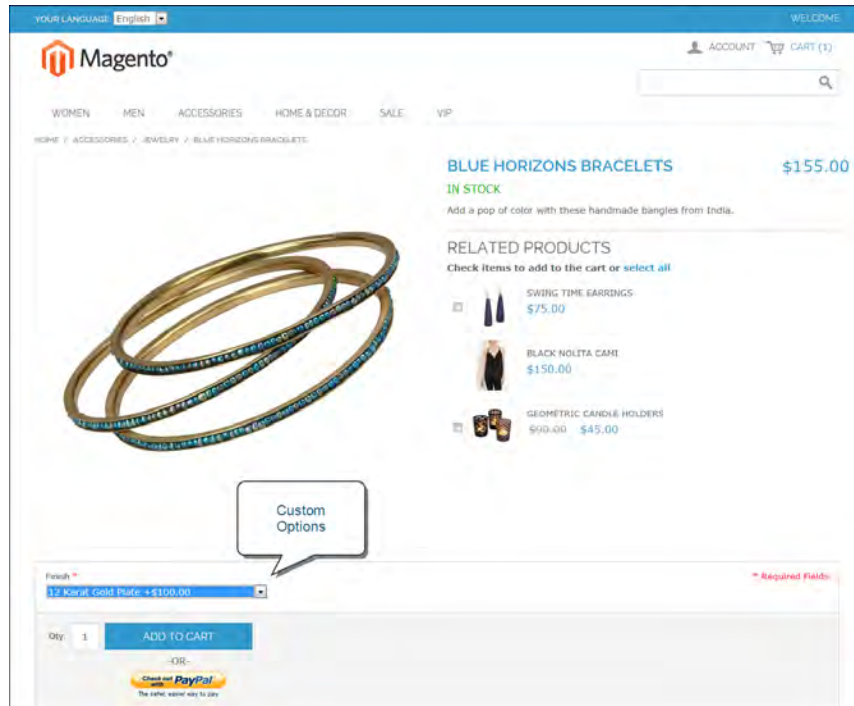 YOUR LANGUAGE: English
WELCOME
Magento®
ACCOUNT CART (1)
WOMEN MEN ACCESSORIES HOME & DECOR SALE VIP
HOME / ACCESSORIES / JEWELRY / BLUE HORIZONS BRACELETS
BLUE HORIZONS BRACELETS $155.00
IN STOCK
Add a pop of color with these handmade bangles from India.
RELATED PRODUCTS
Check items to add to the cart or select all
SWING TIME EARRINGS
$75.00
BLACK NOLITA CAMI
$150.00
GEOMETRIC CANDLE HOLDERS
$90.00 $45.00
Custom
Options
Finish *
* Required Fields
12 Karat Gold Plate +$100.00
Qty: 1 ADD TO CART
-OR-
Check out with PayPal
The safer, easier way to pay